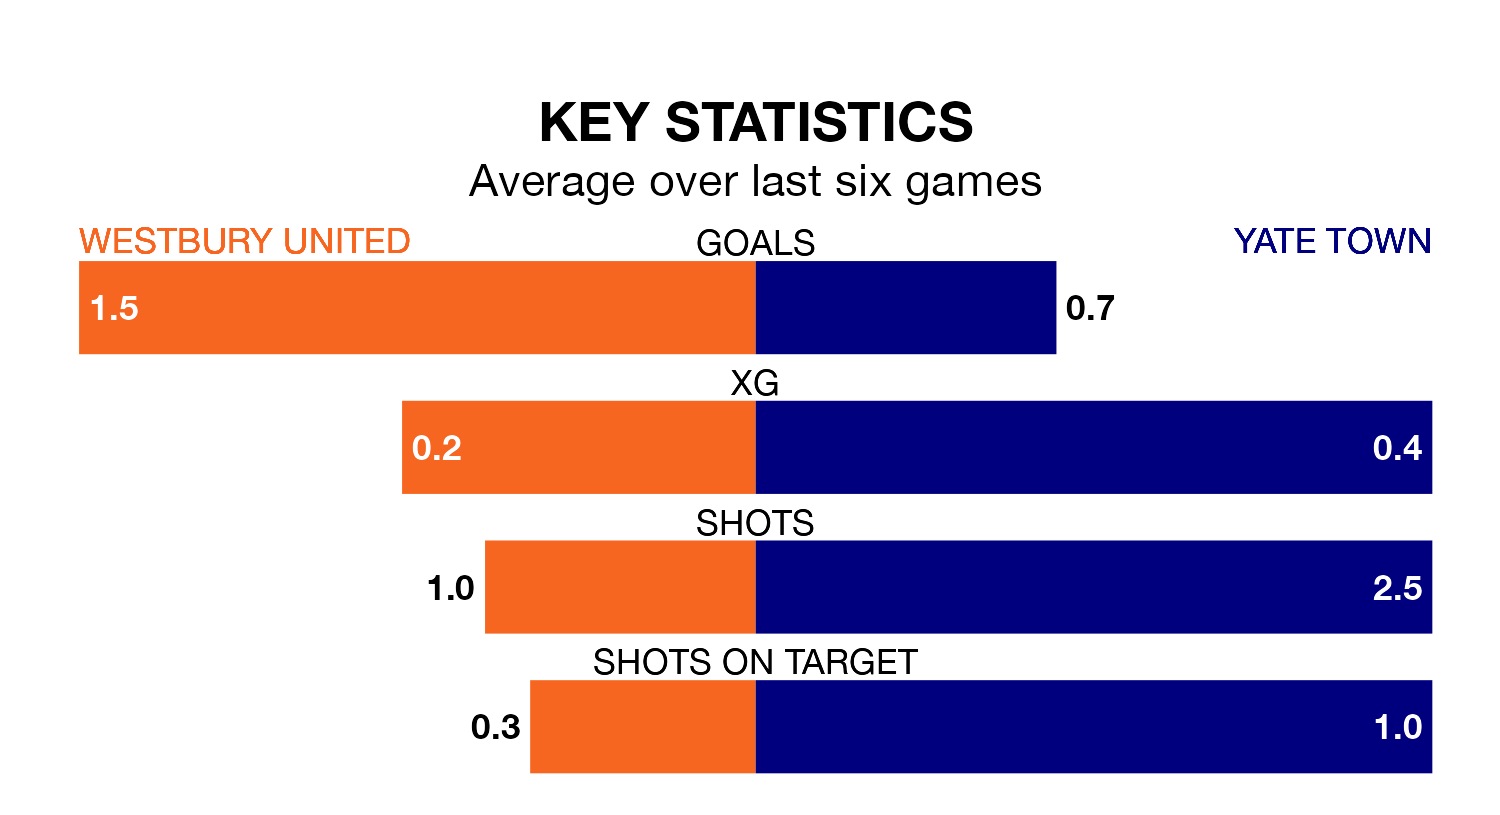 KEY STATISTICS
Average over last six games
WESTBURY UNITED
GOALS
YATE TOWN
1.5
0.7
XG
0.2
0.4
SHOTS
1.0
2.5
SHOTS ON TARGET
0.3
1.0